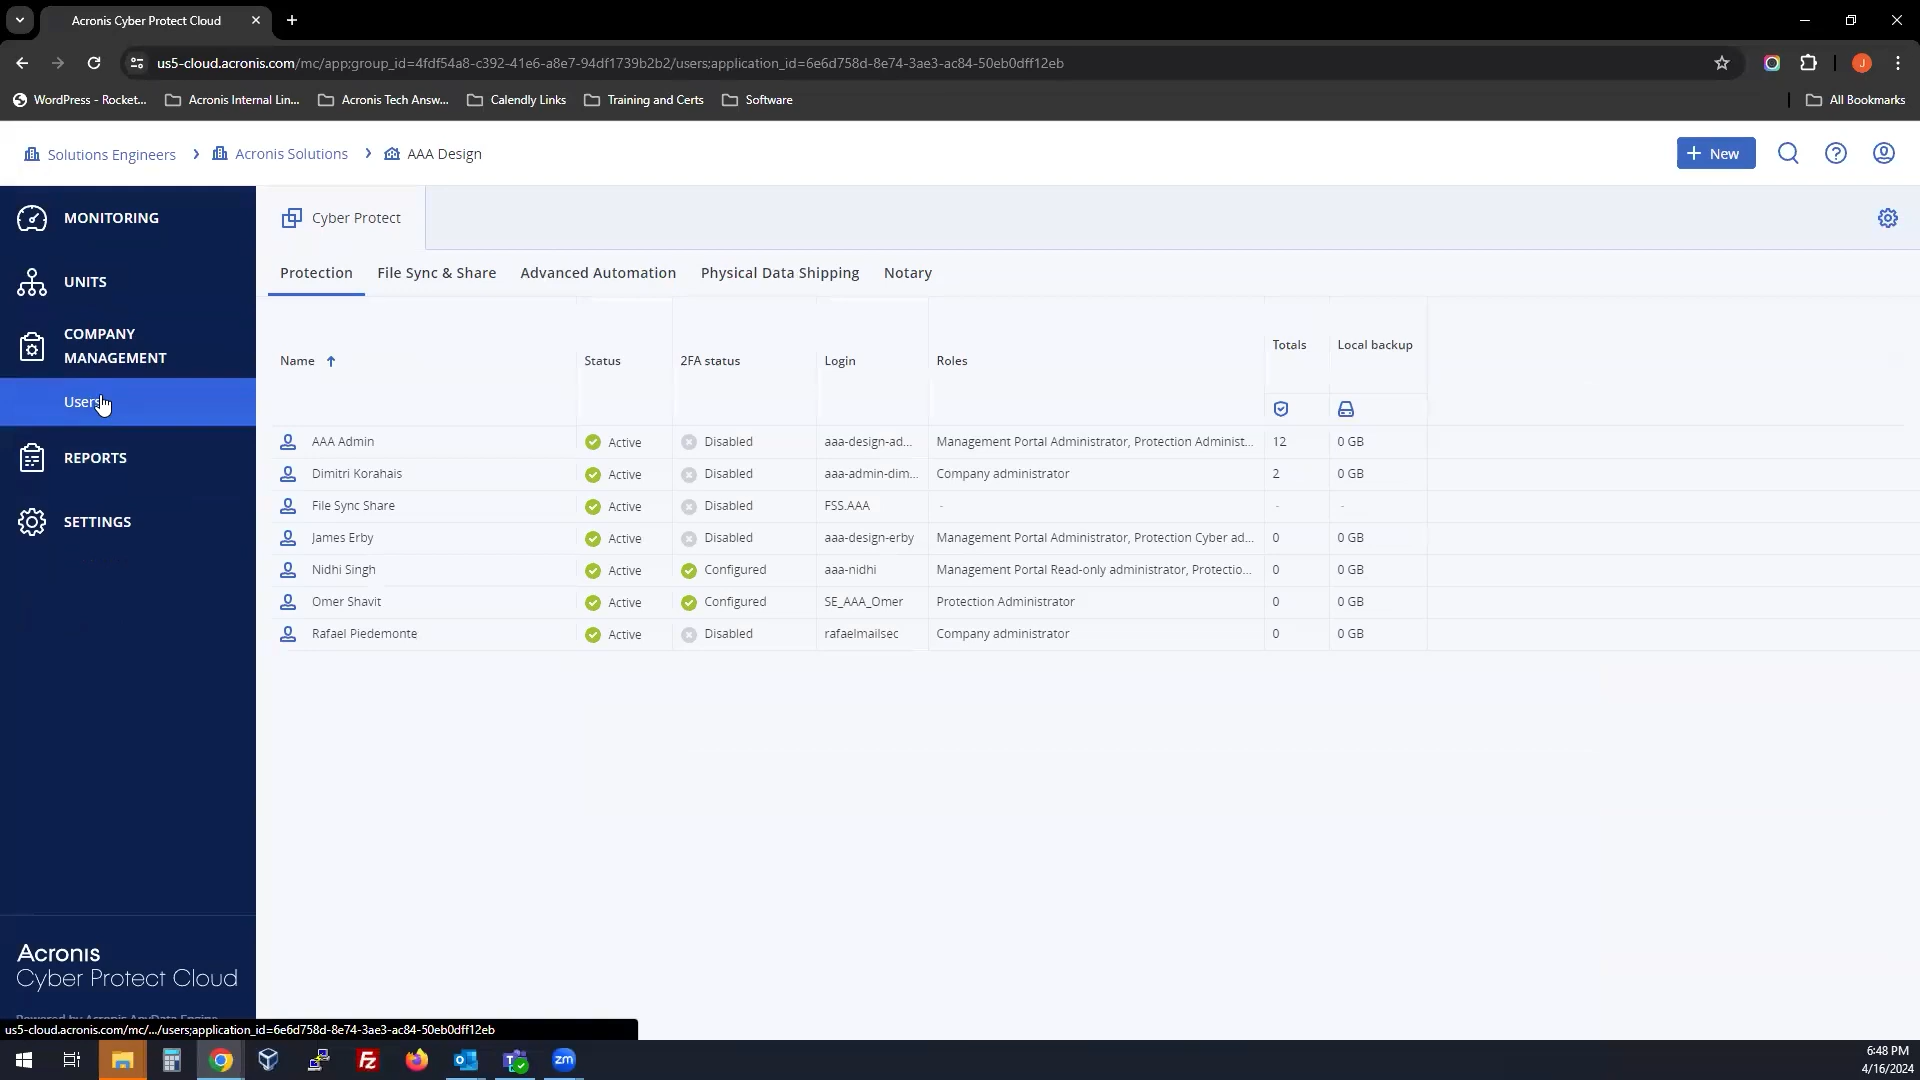 Acronis Cyber Protect Cloud
us5-cloud.acronis.com/mc/app;group_id=4fdf54a8-c392-41e6-a8e7-94df1739b2b2/users;application_id=6e6d758d-8e74-3ae3-ac84-50eb0dff12eb
J
WordPress - Rocket... Acronis Internal Lin... Acronis Tech Answ... Calendly Links Training and Certs Software All Bookmarks
Solutions Engineers > Acronis Solutions > AAA Design + New
MONITORING
UNITS
COMPANY
MANAGEMENT
Users
REPORTS
SETTINGS
Cyber Protect
Protection File Sync & Share Advanced Automation Physical Data Shipping Notary
Name Status 2FA status Login Roles Totals Local backup
AAA Admin Active Disabled aaa-design-ad... Management Portal Administrator, Protection Administ... 12 0 GB
Dimitri Korahais Active Disabled aaa-admin-dim... Company administrator 2 0 GB
File Sync Share Active Disabled FSS.AAA - - -
James Erby Active Disabled aaa-design-erby Management Portal Administrator, Protection Cyber ad... 0 0 GB
Nidhi Singh Active Configured aaa-nidhi Management Portal Read-only administrator, Protectio... 0 0 GB
Omer Shavit Active Configured SE_AAA_Omer Protection Administrator 0 0 GB
Rafael Piedemonte Active Disabled rafaelmailsec Company administrator 0 0 GB
Acronis
Cyber Protect Cloud
Powered by Acronis AnyData Engine
us5-cloud.acronis.com/mc/.../users;application_id=6e6d758d-8e74-3ae3-ac84-50eb0dff12eb
Fz
zm
6:48 PM
4/16/2024